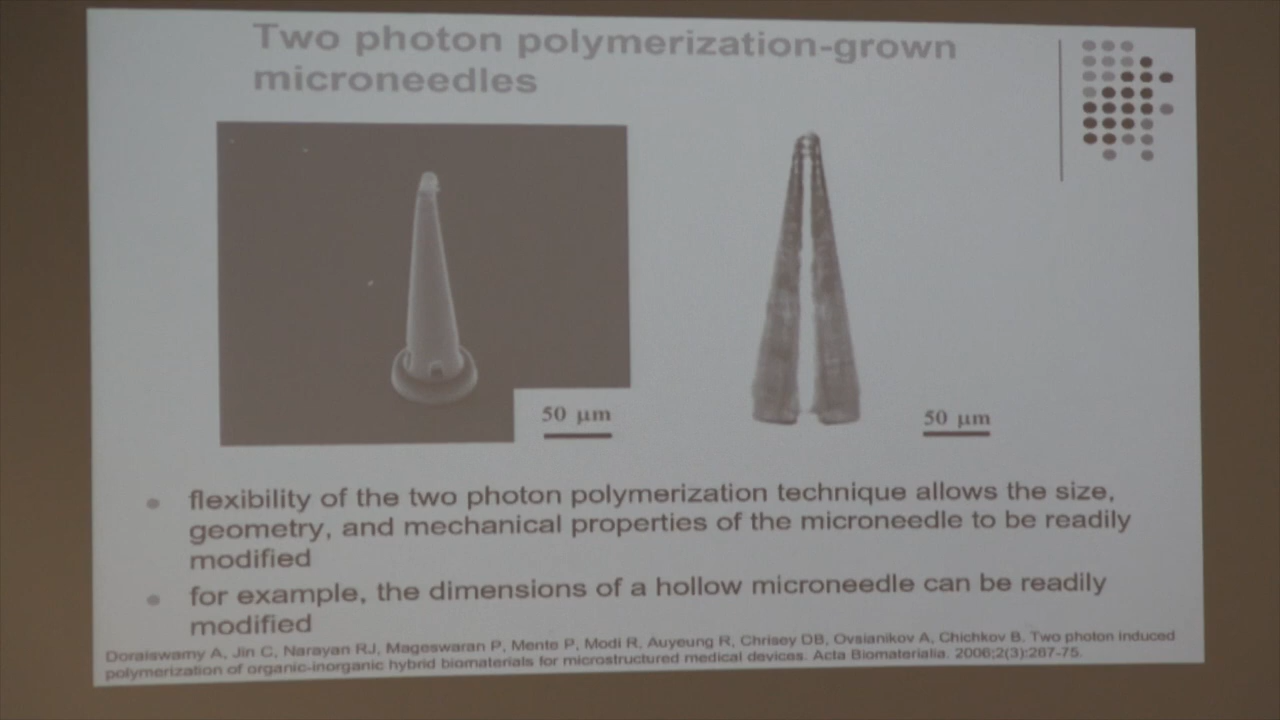 Two photon polymerization-grown
microneedles
50 µm
50 µm
flexibility of the two photon polymerization technique allows the size,
geometry, and mechanical properties of the microneedle to be readily
modified
for example, the dimensions of a hollow microneedle can be readily
modified
Doraiswamy A, Jin C, Narayan RJ, Mageswaran P, Mente P, Modi R, Auyeung R, Chrisey DB, Ovsianikov A, Chichkov B. Two photon induced
polymerization of organic-inorganic hybrid biomaterials for microstructured medical devices. Acta Biomaterialia. 2006;2(3):267-75.